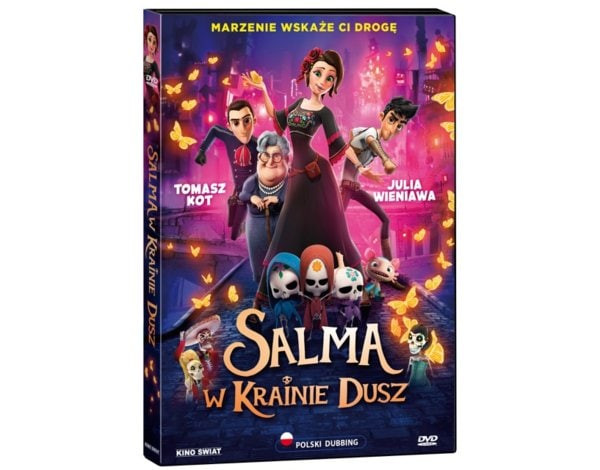 MARZENIE WSKAŻE CI DROGĘ
TOMASZ
KOT
JULIA
WIENIAWA
SALMA
W KRAINIE DUSZ
POLSKI DUBBING
DVD
KINO ŚWIAT
SALMA W KRAINIE DUSZ
DVD